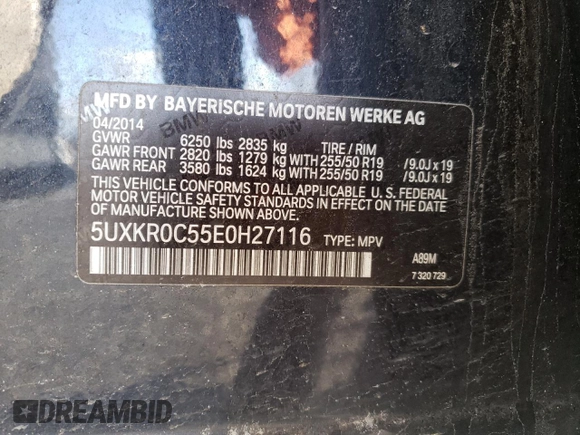 MFD BY BAYERISCHE MOTOREN WERKE AG
04/2014
GVWR 6250 lbs 2835 kg TIRE / RIM
GAWR FRONT 2820 lbs 1279 kg WITH 255/50 R19 /9.0J x 19
GAWR REAR 3580 lbs 1624 kg WITH 255/50 R19 /9.0J x 19
THIS VEHICLE CONFORMS TO ALL APPLICABLE U. S. FEDERAL
MOTOR VEHICLE SAFETY STANDARDS IN EFFECT ON THE
DATE OF MANUFACTURE SHOWN ABOVE.
5UXKR0C55E0H27116 TYPE: MPV
A89M
7 320 729
BMW
DREAMBID